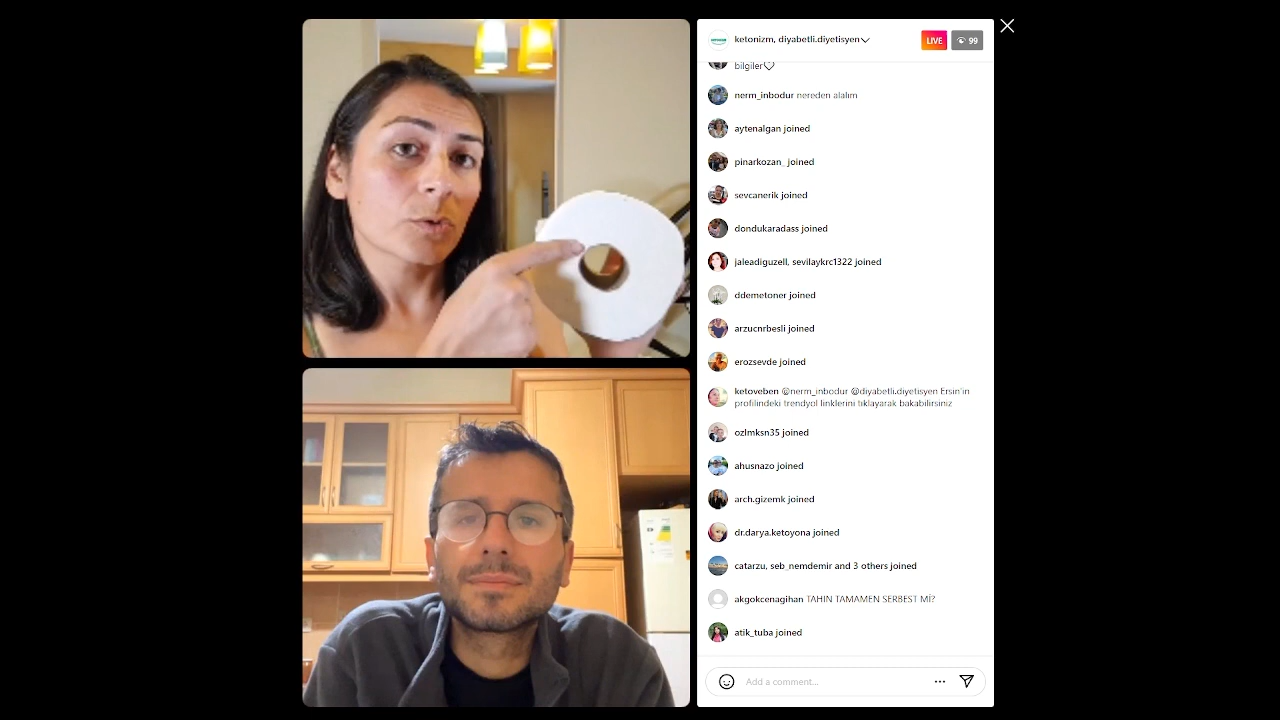 ketonizm, diyabetli.diyetisyen
LIVE
99
bilgiler
nerm_inbodur nereden alalım
aytenalgan joined
pinarkozan_ joined
sevcanerik joined
dondukaradass joined
jaleadiguzell, sevilaykrc1322 joined
ddemetoner joined
arzucnrbesli joined
erozsevde joined
ketoveben @nerm_inbodur @diyabetli.diyetisyen Ersin'in
profilindeki trendyol linklerini tıklayarak bakabilirsiniz
ozlmksn35 joined
ahusnazo joined
arch.gizemk joined
dr.darya.ketoyona joined
catarzu, seb_nemdemir and 3 others joined
akgokcenagihan TAHIN TAMAMEN SERBEST Mİ?
atik_tuba joined
Add a comment...